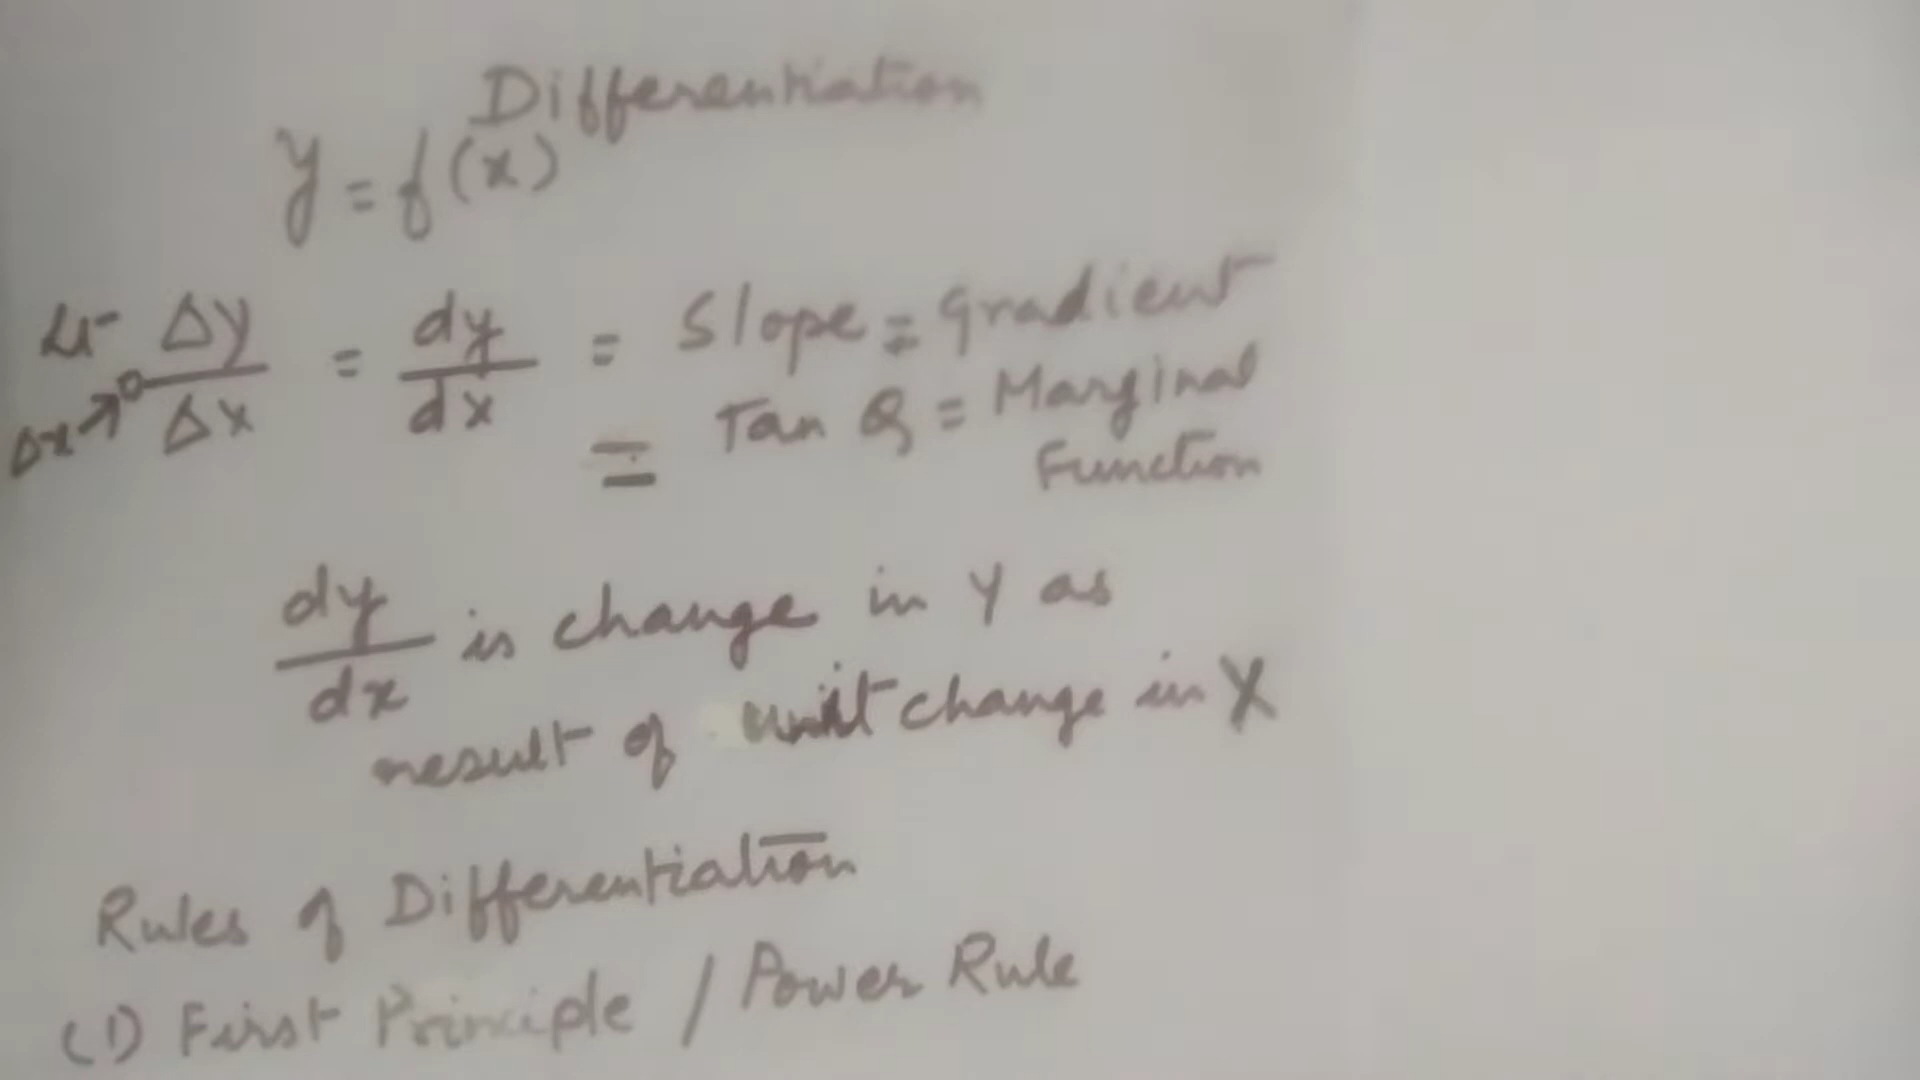 Differentiation
y = f(x)
Lt Δx→0 Δy/Δx = dy/dx = Slope = gradient
= Tan θ = Marginal Function
dy/dx is change in Y as
result of unit change in X
Rules of Differentiation
(1) First Principle / Power Rule